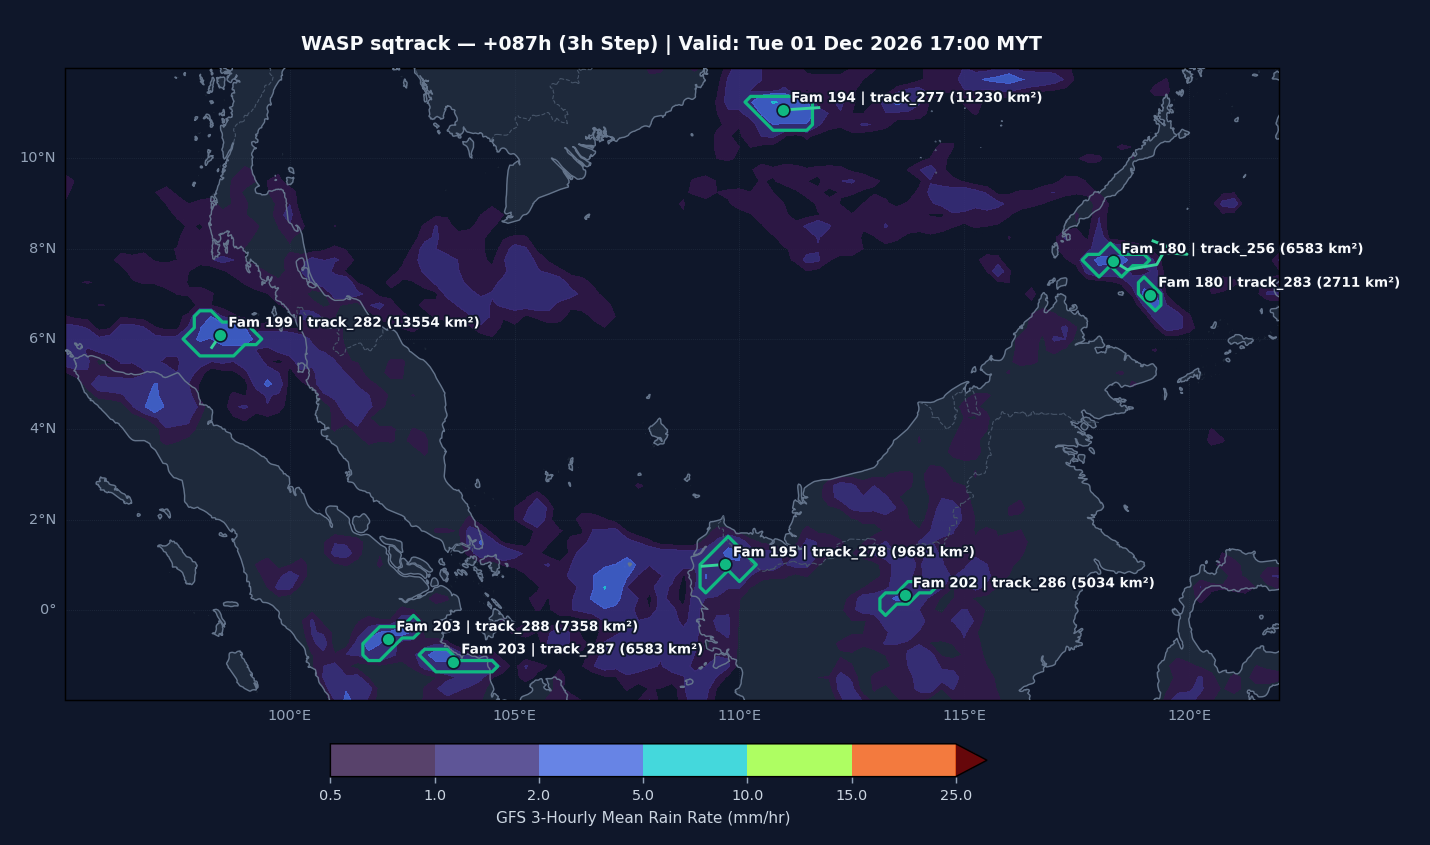 WASP sqtrack — +087h (3h Step) | Valid: Tue 01 Dec 2026 17:00 MYT
Fam 194 | track_277 (11230 km²)
10°N
8°N
Fam 180 | track_256 (6583 km²)
Fam 180 | track_283 (2711 km²)
Fam 199 | track_282 (13554 km²)
6°N
4°N
2°N
Fam 195 | track_278 (9681 km²)
Fam 202 | track_286 (5034 km²)
0°
Fam 203 | track_288 (7358 km²)
Fam 203 | track_287 (6583 km²)
100°E 105°E 110°E 115°E 120°E
0.5 1.0 2.0 5.0 10.0 15.0 25.0
GFS 3-Hourly Mean Rain Rate (mm/hr)